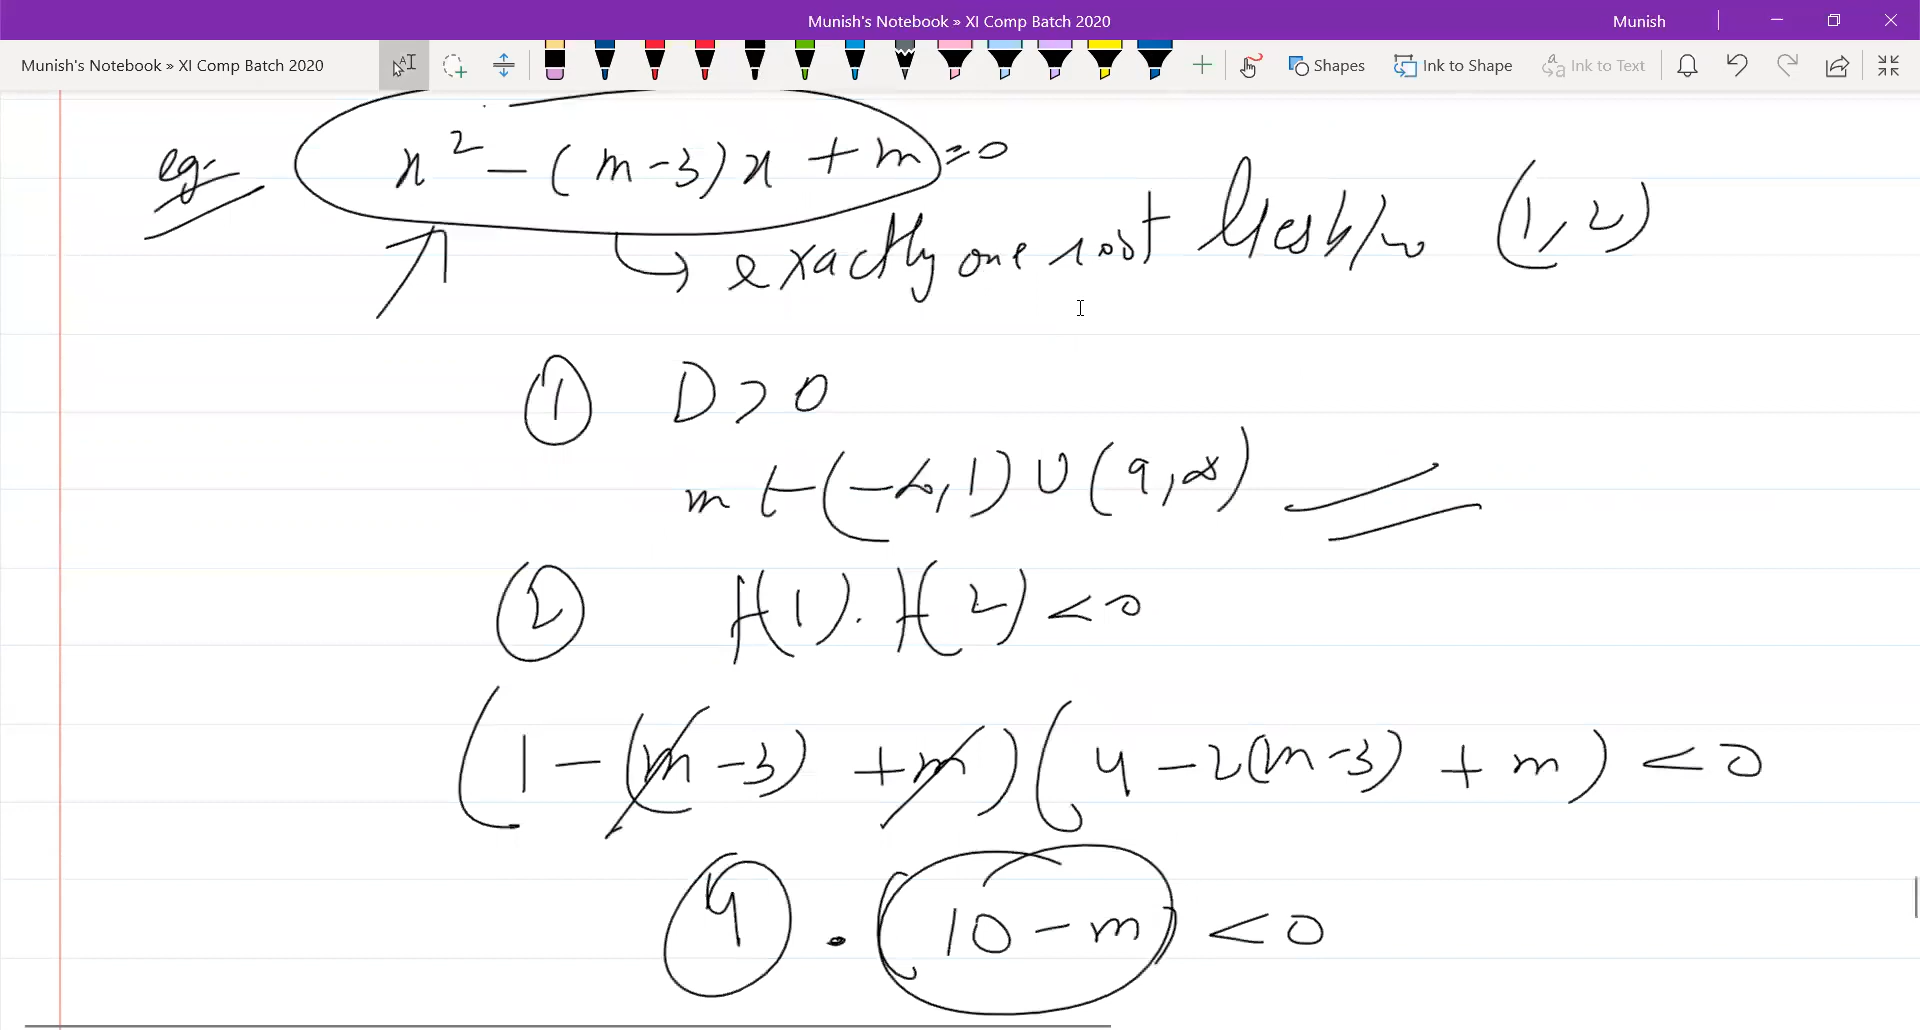 Munish's Notebook » XI Comp Batch 2020
Munish
Munish's Notebook » XI Comp Batch 2020
Shapes
Ink to Shape
Ink to Text
eg- x² - (m-3)x + m = 0
exactly one root lies b/w (1, 2)
① D > 0
m ∈ (-∞, 1) ∪ (9, ∞)
② f(1) . f(2) < 0
(1 - (m-3) + m) (4 - 2(m-3) + m) < 0
4 . (10 - m) < 0